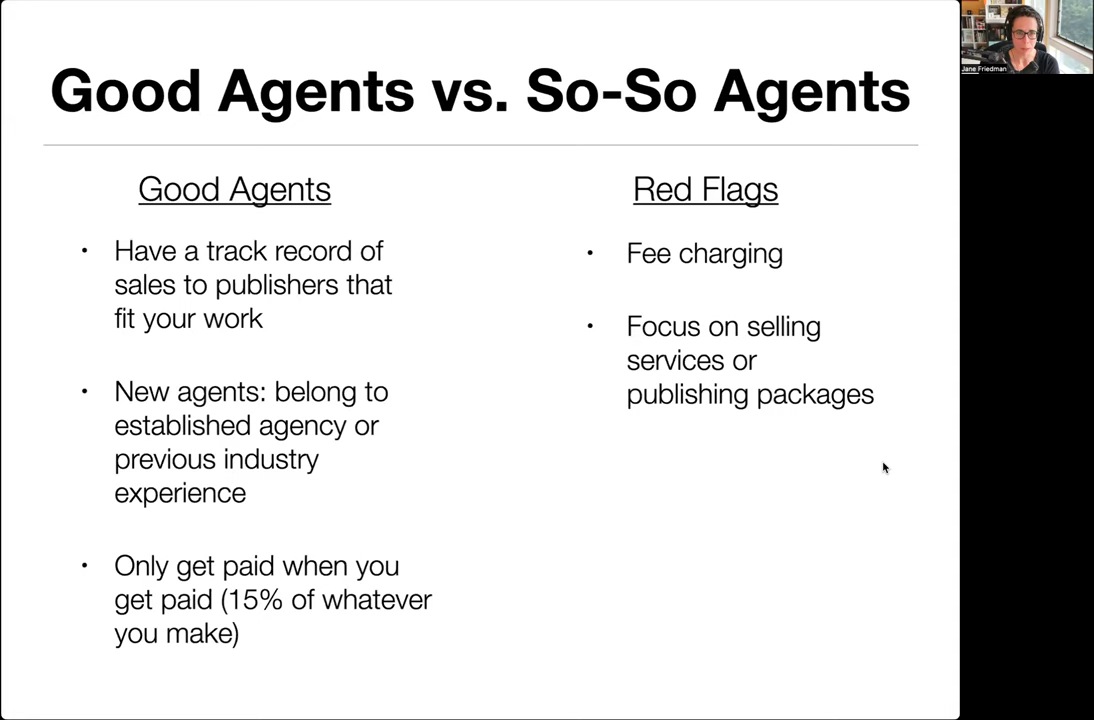 Good Agents vs. So-So Agents
Good Agents
• Have a track record of
sales to publishers that
fit your work
• New agents: belong to
established agency or
previous industry
experience
• Only get paid when you
get paid (15% of whatever
you make)
Red Flags
• Fee charging
• Focus on selling
services or
publishing packages
Jane Friedman